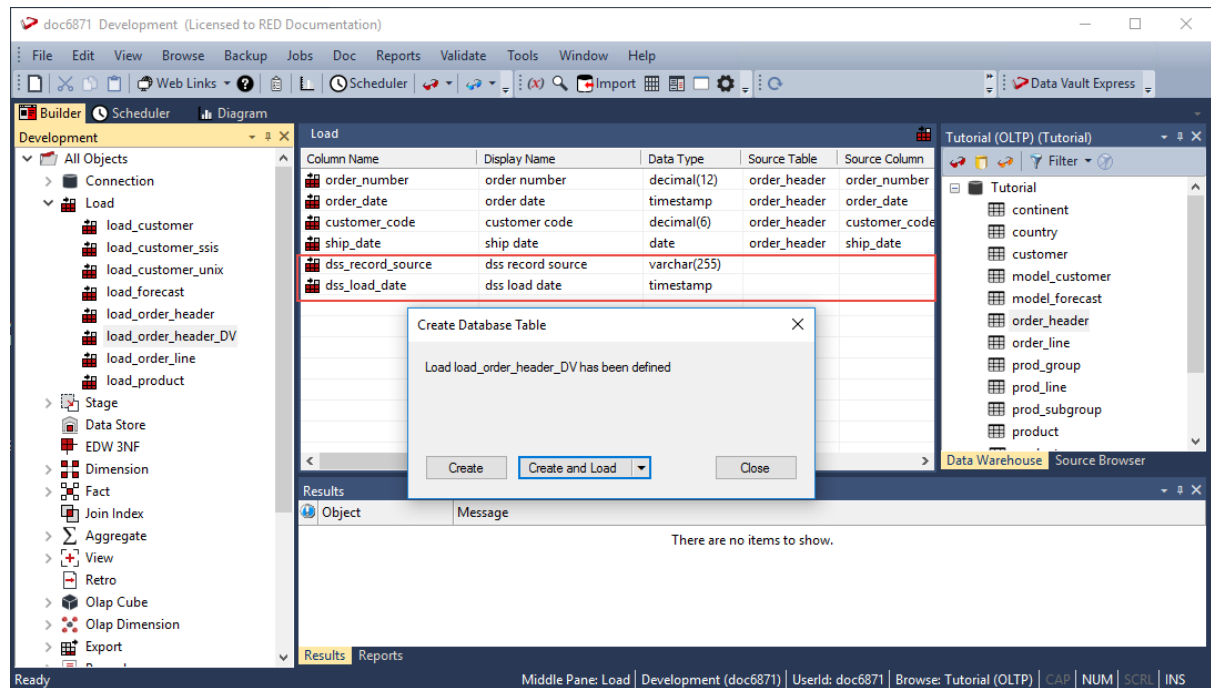 doc6871 Development (Licensed to RED Documentation)
File Edit View Browse Backup Jobs Doc Reports Validate Tools Window Help
Web Links Scheduler (x) Import Data Vault Express
Builder Scheduler Diagram
Development
All Objects
Connection
Load
load_customer
load_customer_ssis
load_customer_unix
load_forecast
load_order_header
load_order_header_DV
load_order_line
load_product
Stage
Data Store
EDW 3NF
Dimension
Fact
Join Index
Aggregate
View
Retro
Olap Cube
Olap Dimension
Export
Load
Column Name Display Name Data Type Source Table Source Column
order_number order number decimal(12) order_header order_number
order_date order date timestamp order_header order_date
customer_code customer code decimal(6) order_header customer_code
ship_date ship date date order_header ship_date
dss_record_source dss record source varchar(255)
dss_load_date dss load date timestamp
Create Database Table
Load load_order_header_DV has been defined
Create Create and Load Close
Tutorial (OLTP) (Tutorial)
Filter
Tutorial
continent
country
customer
model_customer
model_forecast
order_header
order_line
prod_group
prod_line
prod_subgroup
product
Data Warehouse Source Browser
Results
Object Message
There are no items to show.
Results Reports
Ready Middle Pane: Load Development (doc6871) UserId: doc6871 Browse: Tutorial (OLTP) CAP NUM SCRL INS